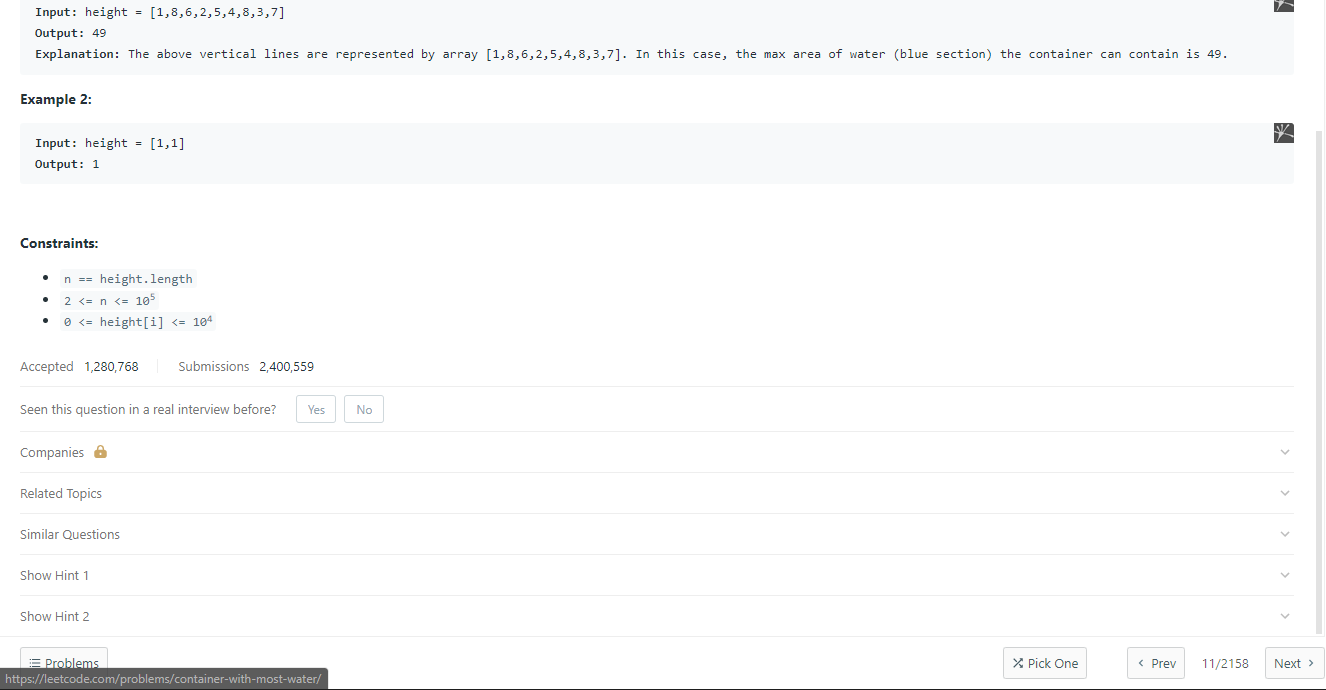 Input: height = [1,8,6,2,5,4,8,3,7]
Output: 49
Explanation: The above vertical lines are represented by array [1,8,6,2,5,4,8,3,7]. In this case, the max area of water (blue section) the container can contain is 49.
Example 2:
Input: height = [1,1]
Output: 1
Constraints:
n == height.length
2 <= n <= 10⁵
0 <= height[i] <= 10⁴
Accepted 1,280,768 Submissions 2,400,559
Seen this question in a real interview before? Yes No
Companies
Related Topics
Similar Questions
Show Hint 1
Show Hint 2
Problems Pick One Prev 11/2158 Next
https://leetcode.com/problems/container-with-most-water/